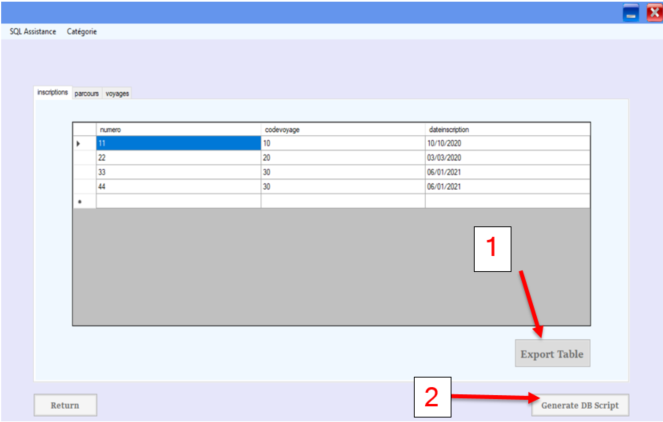 SQL Assistance Catégorie
inscriptions parcours voyages
numero codevoyage dateinscription
11 10 10/10/2020
22 20 03/03/2020
33 30 06/01/2021
44 30 06/01/2021
1
Export Table
2
Return Generate DB Script